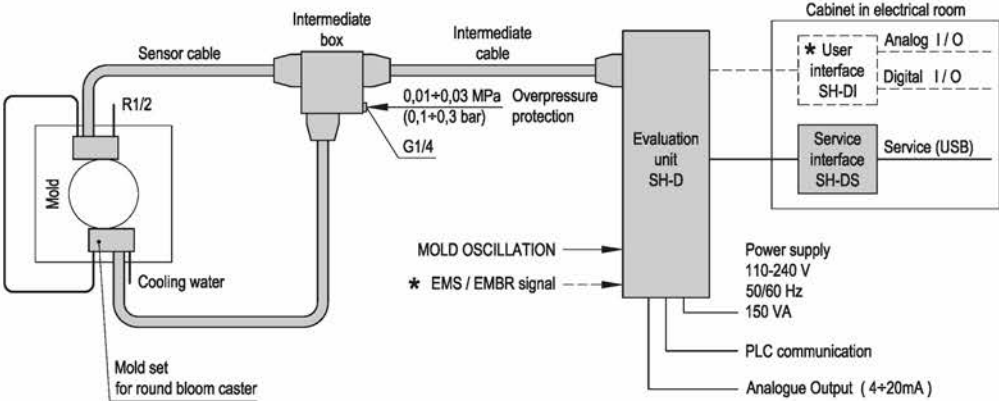 Cabinet in electrical room
Intermediate
box
Intermediate
cable
Sensor cable
* User
interface
SH-DI
Analog I / O
Digital I / O
R1/2
0,01÷0,03 MPa
(0,1÷0,3 bar)
Overpressure
protection
G1/4
Evaluation
unit
SH-D
Service
interface
SH-DS
Service (USB)
Mold
MOLD OSCILLATION
* EMS / EMBR signal
Cooling water
Power supply
110-240 V
50/60 Hz
150 VA
PLC communication
Mold set
for round bloom caster
Analogue Output ( 4÷20mA )